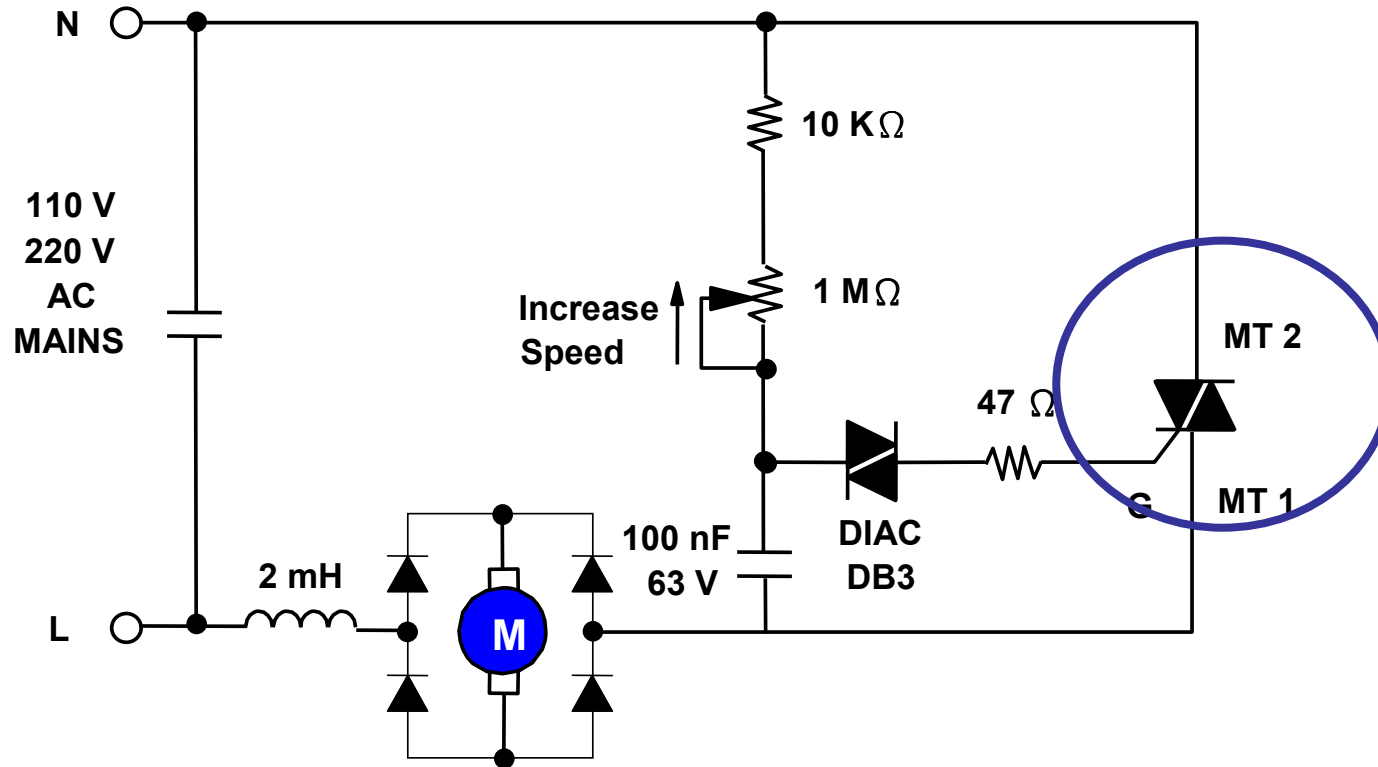 N
10 KΩ
110 V
220 V
AC
MAINS
1 MΩ
Increase
Speed
MT 2
47 Ω
G
MT 1
100 nF
63 V
DIAC
DB3
2 mH
L
M